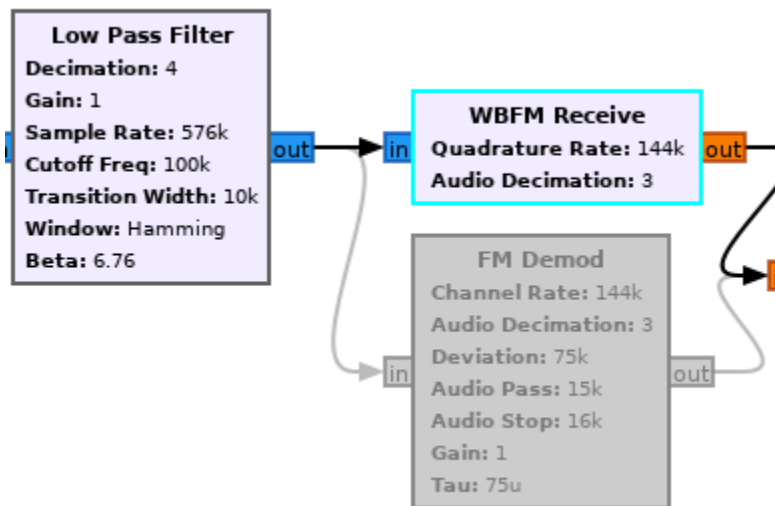 Low Pass Filter
Decimation: 4
Gain: 1
Sample Rate: 576k
Cutoff Freq: 100k
Transition Width: 10k
Window: Hamming
Beta: 6.76
out
in
WBFM Receive
Quadrature Rate: 144k
Audio Decimation: 3
out
in
FM Demod
Channel Rate: 144k
Audio Decimation: 3
Deviation: 75k
Audio Pass: 15k
Audio Stop: 16k
Gain: 1
Tau: 75u
out